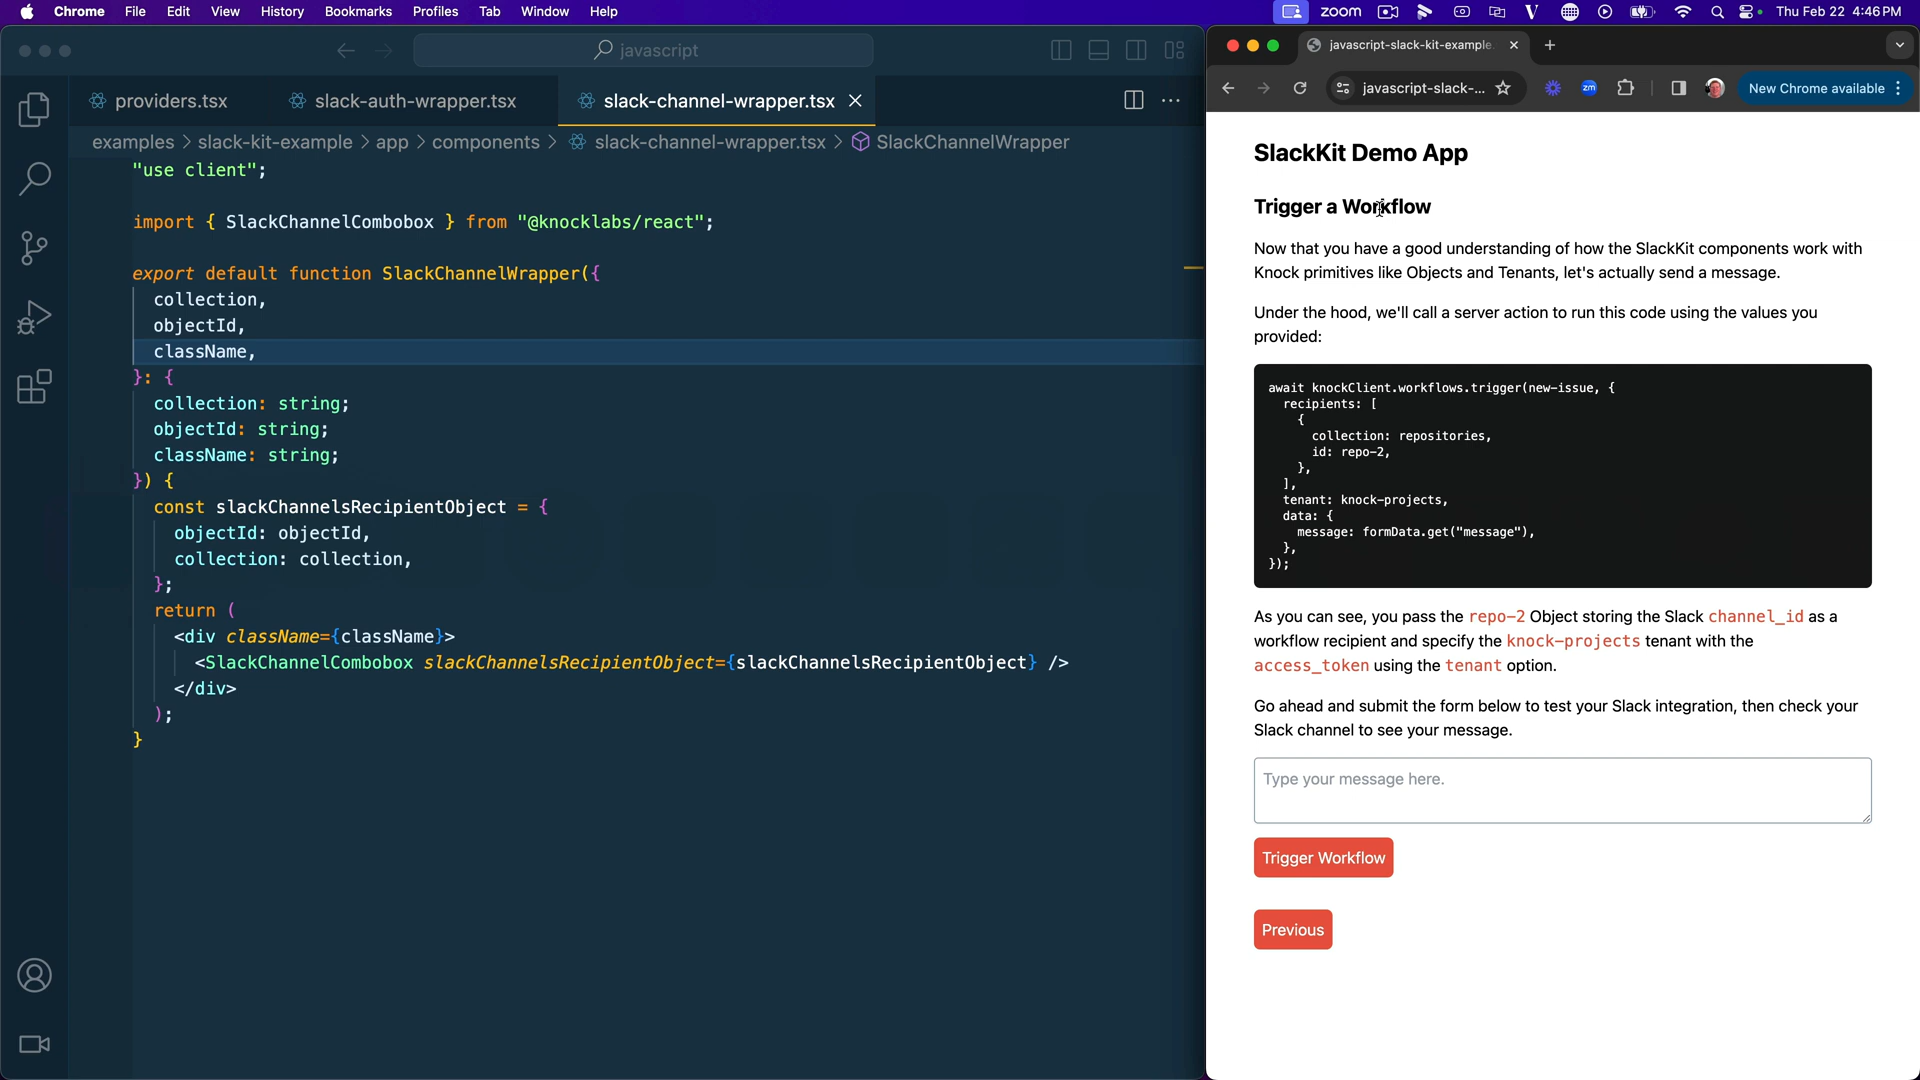 Chrome File Edit View History Bookmarks Profiles Tab Window Help
zoom
V
Thu Feb 22 4:46 PM
javascript
providers.tsx
slack-auth-wrapper.tsx
slack-channel-wrapper.tsx
examples > slack-kit-example > app > components > slack-channel-wrapper.tsx > SlackChannelWrapper
"use client";
import { SlackChannelCombobox } from "@knocklabs/react";
export default function SlackChannelWrapper({
collection,
objectId,
className,
}: {
collection: string;
objectId: string;
className: string;
}) {
const slackChannelsRecipientObject = {
objectId: objectId,
collection: collection,
};
return (
<div className={className}>
<SlackChannelCombobox slackChannelsRecipientObject={slackChannelsRecipientObject} />
</div>
);
}
javascript-slack-kit-example
javascript-slack-...
zm
New Chrome available
SlackKit Demo App
Trigger a Workflow
Now that you have a good understanding of how the SlackKit components work with
Knock primitives like Objects and Tenants, let's actually send a message.
Under the hood, we'll call a server action to run this code using the values you
provided:
await knockClient.workflows.trigger(new-issue, {
recipients: [
{
collection: repositories,
id: repo-2,
},
],
tenant: knock-projects,
data: {
message: formData.get("message"),
},
});
As you can see, you pass the repo-2 Object storing the Slack channel_id as a
workflow recipient and specify the knock-projects tenant with the
access_token using the tenant option.
Go ahead and submit the form below to test your Slack integration, then check your
Slack channel to see your message.
Type your message here.
Trigger Workflow
Previous